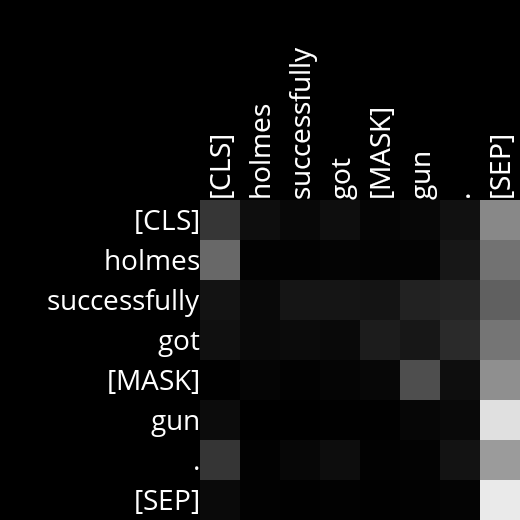 [CLS]
holmes
successfully
got
[MASK]
gun
.
[SEP]
[CLS]
holmes
successfully
got
[MASK]
gun
.
[SEP]